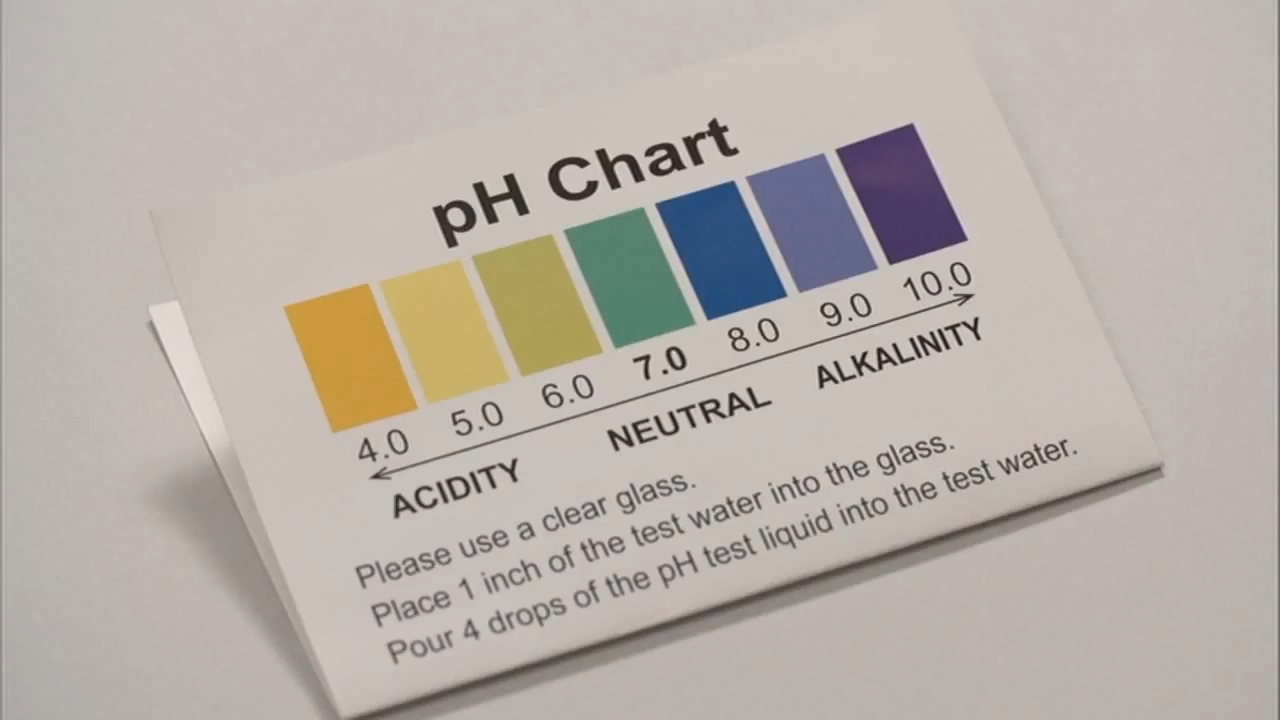 pH Chart
4.0 5.0 6.0 7.0 8.0 9.0 10.0
ACIDITY NEUTRAL ALKALINITY
Please use a clear glass.
Place 1 inch of the test water into the glass.
Pour 4 drops of the pH test liquid into the test water.